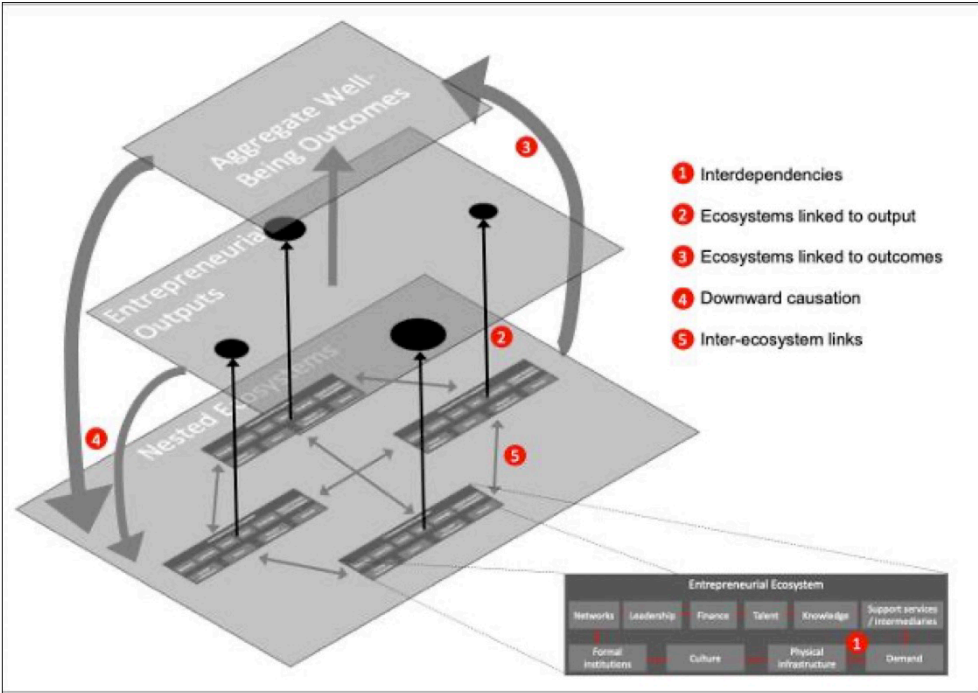 Aggregate Well-
Being Outcomes
3
1 Interdependencies
2 Ecosystems linked to output
3 Ecosystems linked to outcomes
4 Downward causation
5 Inter-ecosystem links
Entrepreneurial
Outputs
2
Nested Ecosystems
4
5
Entrepreneurial Ecosystem
Networks
Leadership
Finance
Talent
Knowledge
Support services
/ intermediaries
1
Formal
institutions
Culture
Physical
infrastructure
Demand